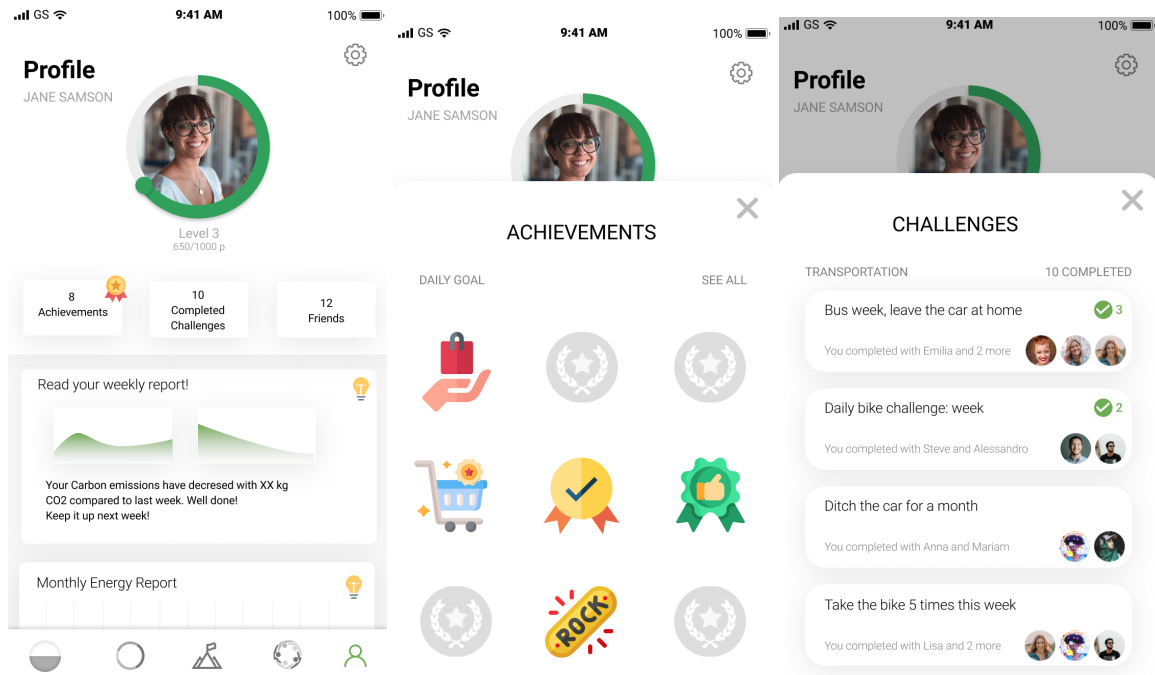 GS
9:41 AM
100%
Profile
JANE SAMSON
Level 3
650/1000 p
8
Achievements
10
Completed
Challenges
12
Friends
Read your weekly report!
Your Carbon emissions have decresed with XX kg
CO2 compared to last week. Well done!
Keep it up next week!
Monthly Energy Report
GS
9:41 AM
100%
Profile
JANE SAMSON
ACHIEVEMENTS
DAILY GOAL
SEE ALL
ROCK
GS
9:41 AM
100%
Profile
JANE SAMSON
CHALLENGES
TRANSPORTATION
10 COMPLETED
Bus week, leave the car at home
3
You completed with Emilia and 2 more
Daily bike challenge: week
2
You completed with Steve and Alessandro
Ditch the car for a month
You completed with Anna and Mariam
Take the bike 5 times this week
You completed with Lisa and 2 more